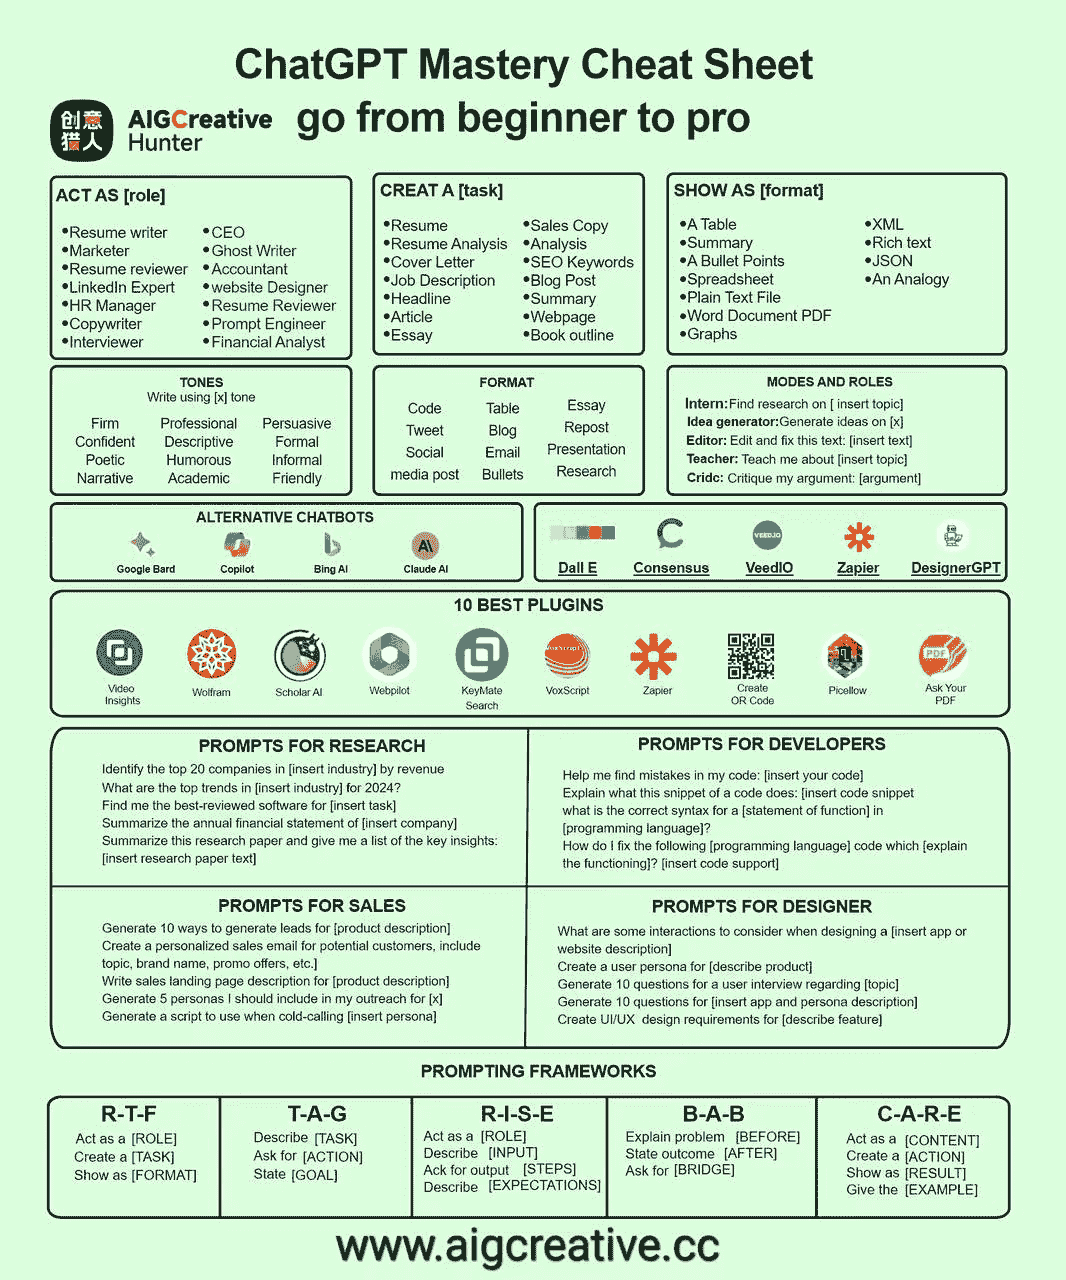 ChatGPT Mastery Cheat Sheet
go from beginner to pro
创意
猎人
AIGCreative
Hunter
ACT AS [role]
•Resume writer
•Marketer
•Resume reviewer
•LinkedIn Expert
•HR Manager
•Copywriter
•Interviewer
•CEO
•Ghost Writer
•Accountant
•website Designer
•Resume Reviewer
•Prompt Engineer
•Financial Analyst
CREAT A [task]
•Resume
•Resume Analysis
•Cover Letter
•Job Description
•Headline
•Article
•Essay
•Sales Copy
•Analysis
•SEO Keywords
•Blog Post
•Summary
•Webpage
•Book outline
SHOW AS [format]
•A Table
•Summary
•A Bullet Points
•Spreadsheet
•Plain Text File
•Word Document PDF
•Graphs
•XML
•Rich text
•JSON
•An Analogy
TONES
Write using [x] tone
Firm
Confident
Poetic
Narrative
Professional
Descriptive
Humorous
Academic
Persuasive
Formal
Informal
Friendly
FORMAT
Code
Tweet
Social
media post
Table
Blog
Email
Bullets
Essay
Repost
Presentation
Research
MODES AND ROLES
Intern:Find research on [ insert topic]
Idea generator:Generate ideas on [x]
Editor: Edit and fix this text: [insert text]
Teacher: Teach me about [insert topic]
Cridc: Critique my argument: [argument]
ALTERNATIVE CHATBOTS
Google Bard
Copilot
Bing AI
A\
Claude AI
Dall E
Consensus
VEED.IO
VeedIO
Zapier
DesignerGPT
10 BEST PLUGINS
Video
Insights
Wolfram
Scholar AI
Webpilot
KeyMate
Search
VoxScript
Zapier
Create
OR Code
Picellow
PDF
Ask Your
PDF
PROMPTS FOR RESEARCH
Identify the top 20 companies in [insert industry] by revenue
What are the top trends in [insert industry] for 2024?
Find me the best-reviewed software for [insert task]
Summarize the annual financial statement of [insert company]
Summarize this research paper and give me a list of the key insights:
[insert research paper text]
PROMPTS FOR DEVELOPERS
Help me find mistakes in my code: [insert your code]
Explain what this snippet of a code does: [insert code snippet
what is the correct syntax for a [statement of function] in
[programming language]?
How do I fix the following [programming language] code which [explain
the functioning]? [insert code support]
PROMPTS FOR SALES
Generate 10 ways to generate leads for [product description]
Create a personalized sales email for potential customers, include
topic, brand name, promo offers, etc.]
Write sales landing page description for [product description]
Generate 5 personas I should include in my outreach for [x]
Generate a script to use when cold-calling [insert persona]
PROMPTS FOR DESIGNER
What are some interactions to consider when designing a [insert app or
website description]
Create a user persona for [describe product]
Generate 10 questions for a user interview regarding [topic]
Generate 10 questions for [insert app and persona description]
Create UI/UX design requirements for [describe feature]
PROMPTING FRAMEWORKS
R-T-F
Act as a [ROLE]
Create a [TASK]
Show as [FORMAT]
T-A-G
Describe [TASK]
Ask for [ACTION]
State [GOAL]
R-I-S-E
Act as a [ROLE]
Describe [INPUT]
Ack for output [STEPS]
Describe [EXPECTATIONS]
B-A-B
Explain problem [BEFORE]
State outcome [AFTER]
Ask for [BRIDGE]
C-A-R-E
Act as a [CONTENT]
Create a [ACTION]
Show as [RESULT]
Give the [EXAMPLE]
www.aigcreative.cc